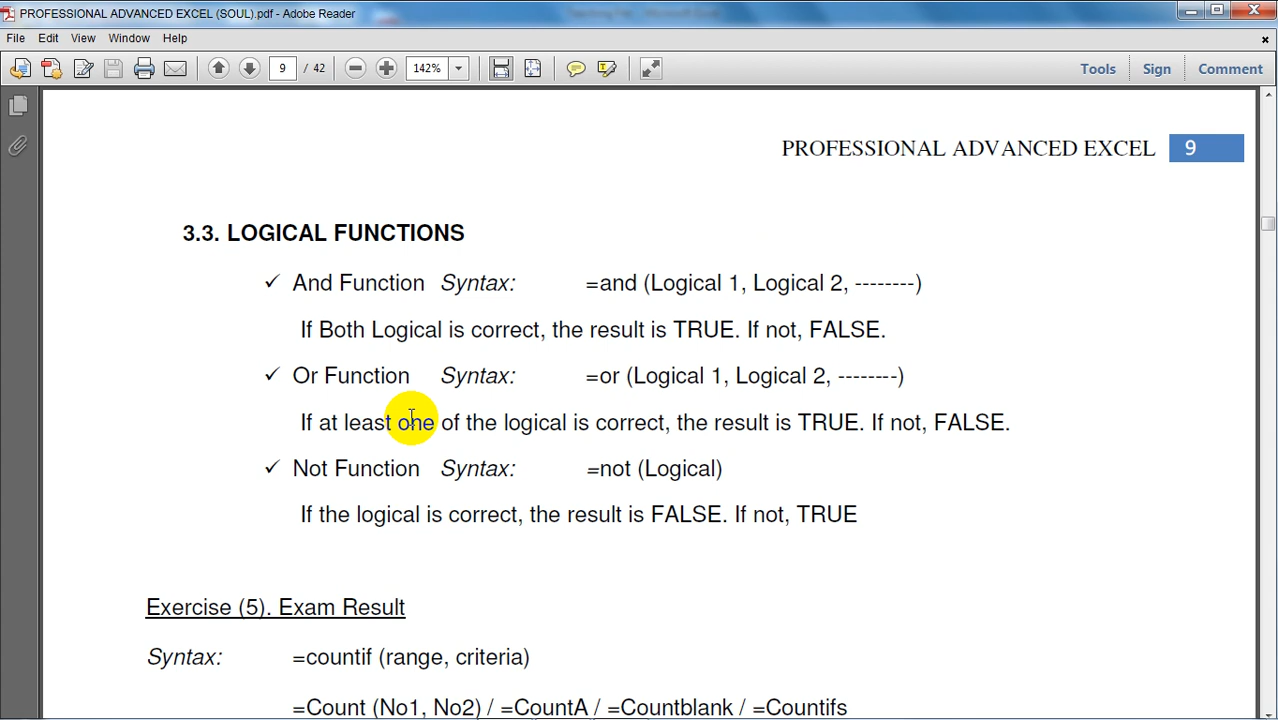 PROFESSIONAL ADVANCED EXCEL (SOUL).pdf - Adobe Reader
File Edit View Window Help
9 / 42 142% Tools Sign Comment
PROFESSIONAL ADVANCED EXCEL 9
3.3. LOGICAL FUNCTIONS
✓ And Function Syntax: =and (Logical 1, Logical 2, --------)
If Both Logical is correct, the result is TRUE. If not, FALSE.
✓ Or Function Syntax: =or (Logical 1, Logical 2, --------)
If at least one of the logical is correct, the result is TRUE. If not, FALSE.
✓ Not Function Syntax: =not (Logical)
If the logical is correct, the result is FALSE. If not, TRUE
Exercise (5). Exam Result
Syntax: =countif (range, criteria)
=Count (No1, No2) / =CountA / =Countblank / =Countifs